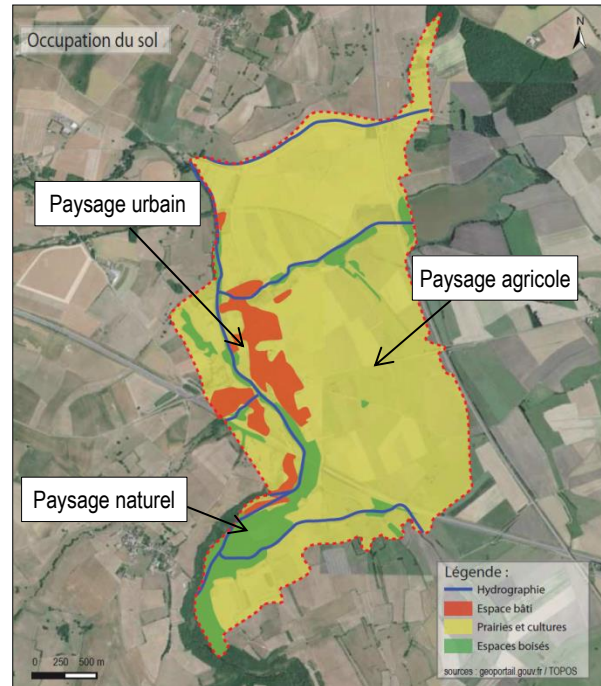 Occupation du sol
N
Paysage urbain
Paysage agricole
Paysage naturel
Légende :
Hydrographie
Espace bâti
Prairies et cultures
Espaces boisés
0 250 500 m
sources : geoportail.gouv.fr / TOPOS